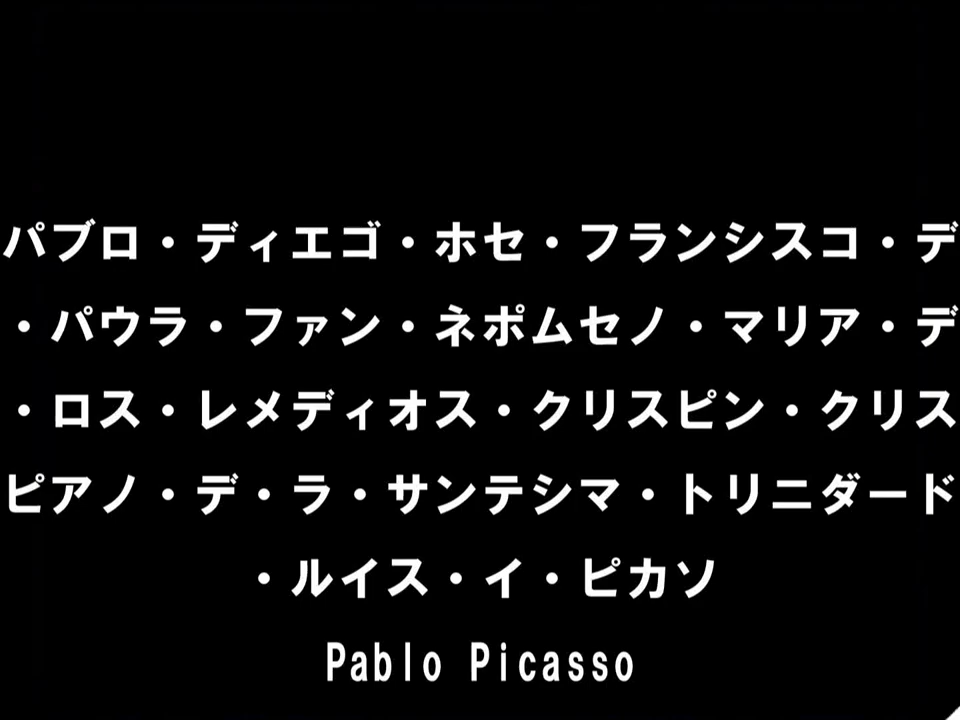 パブロ・ディエゴ・ホセ・フランシスコ・デ
・パウラ・ファン・ネポムセノ・マリア・デ
・ロス・レメディオス・クリスピン・クリス
ピアノ・デ・ラ・サンテシマ・トリニダード
・ルイス・イ・ピカソ
Pablo Picasso